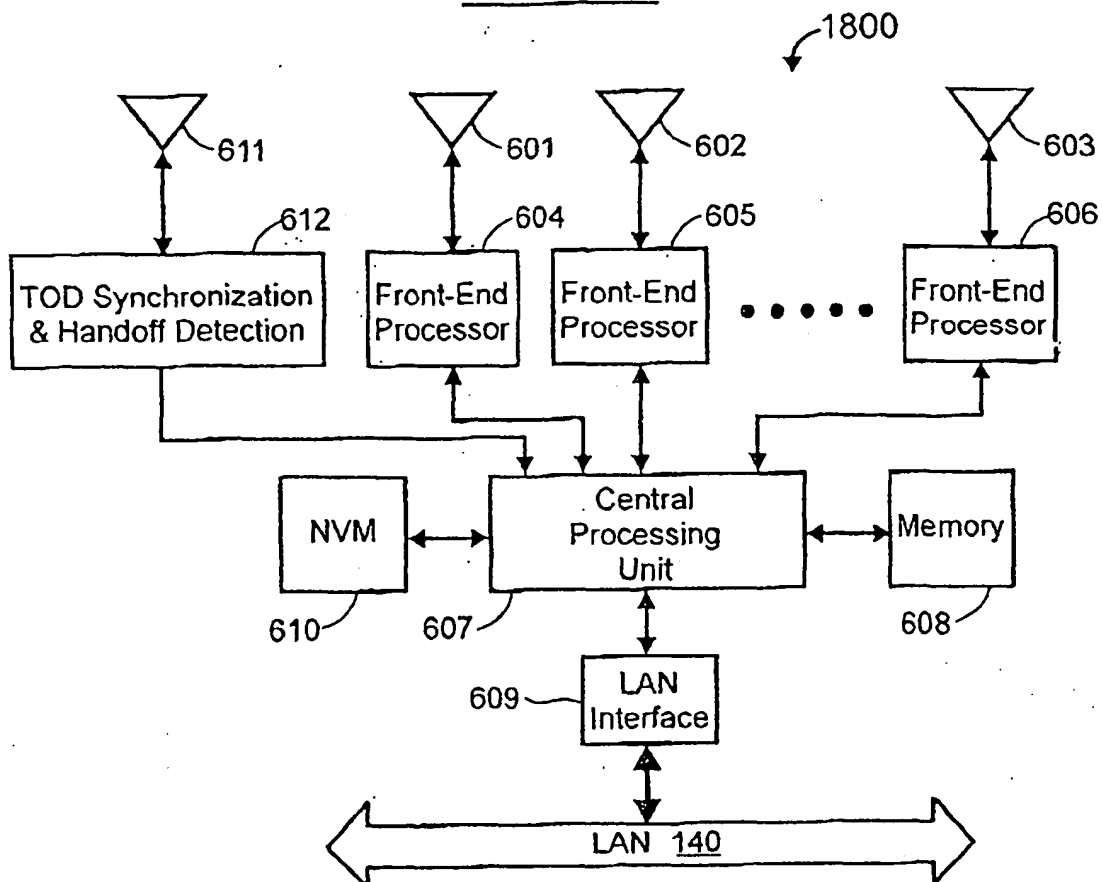 1800
611
601
602
603
612
604
605
606
TOD Synchronization
& Handoff Detection
Front-End
Processor
Front-End
Processor
Front-End
Processor
NVM
Central
Processing
Unit
Memory
610
607
608
609
LAN
Interface
LAN 140